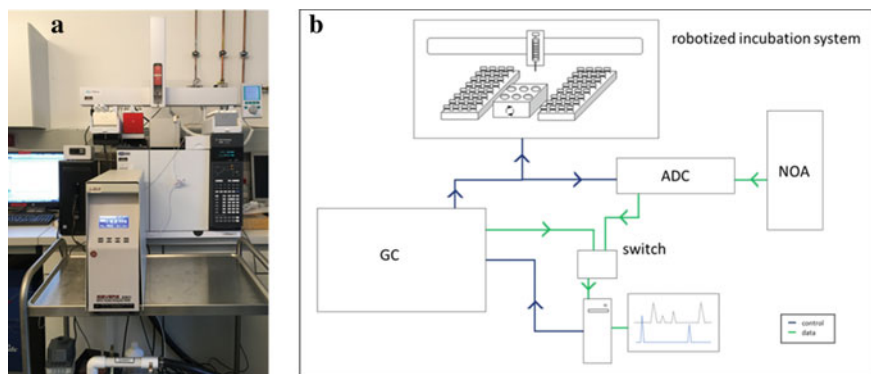 a
b
robotized incubation system
ADC
NOA
GC
switch
control
data